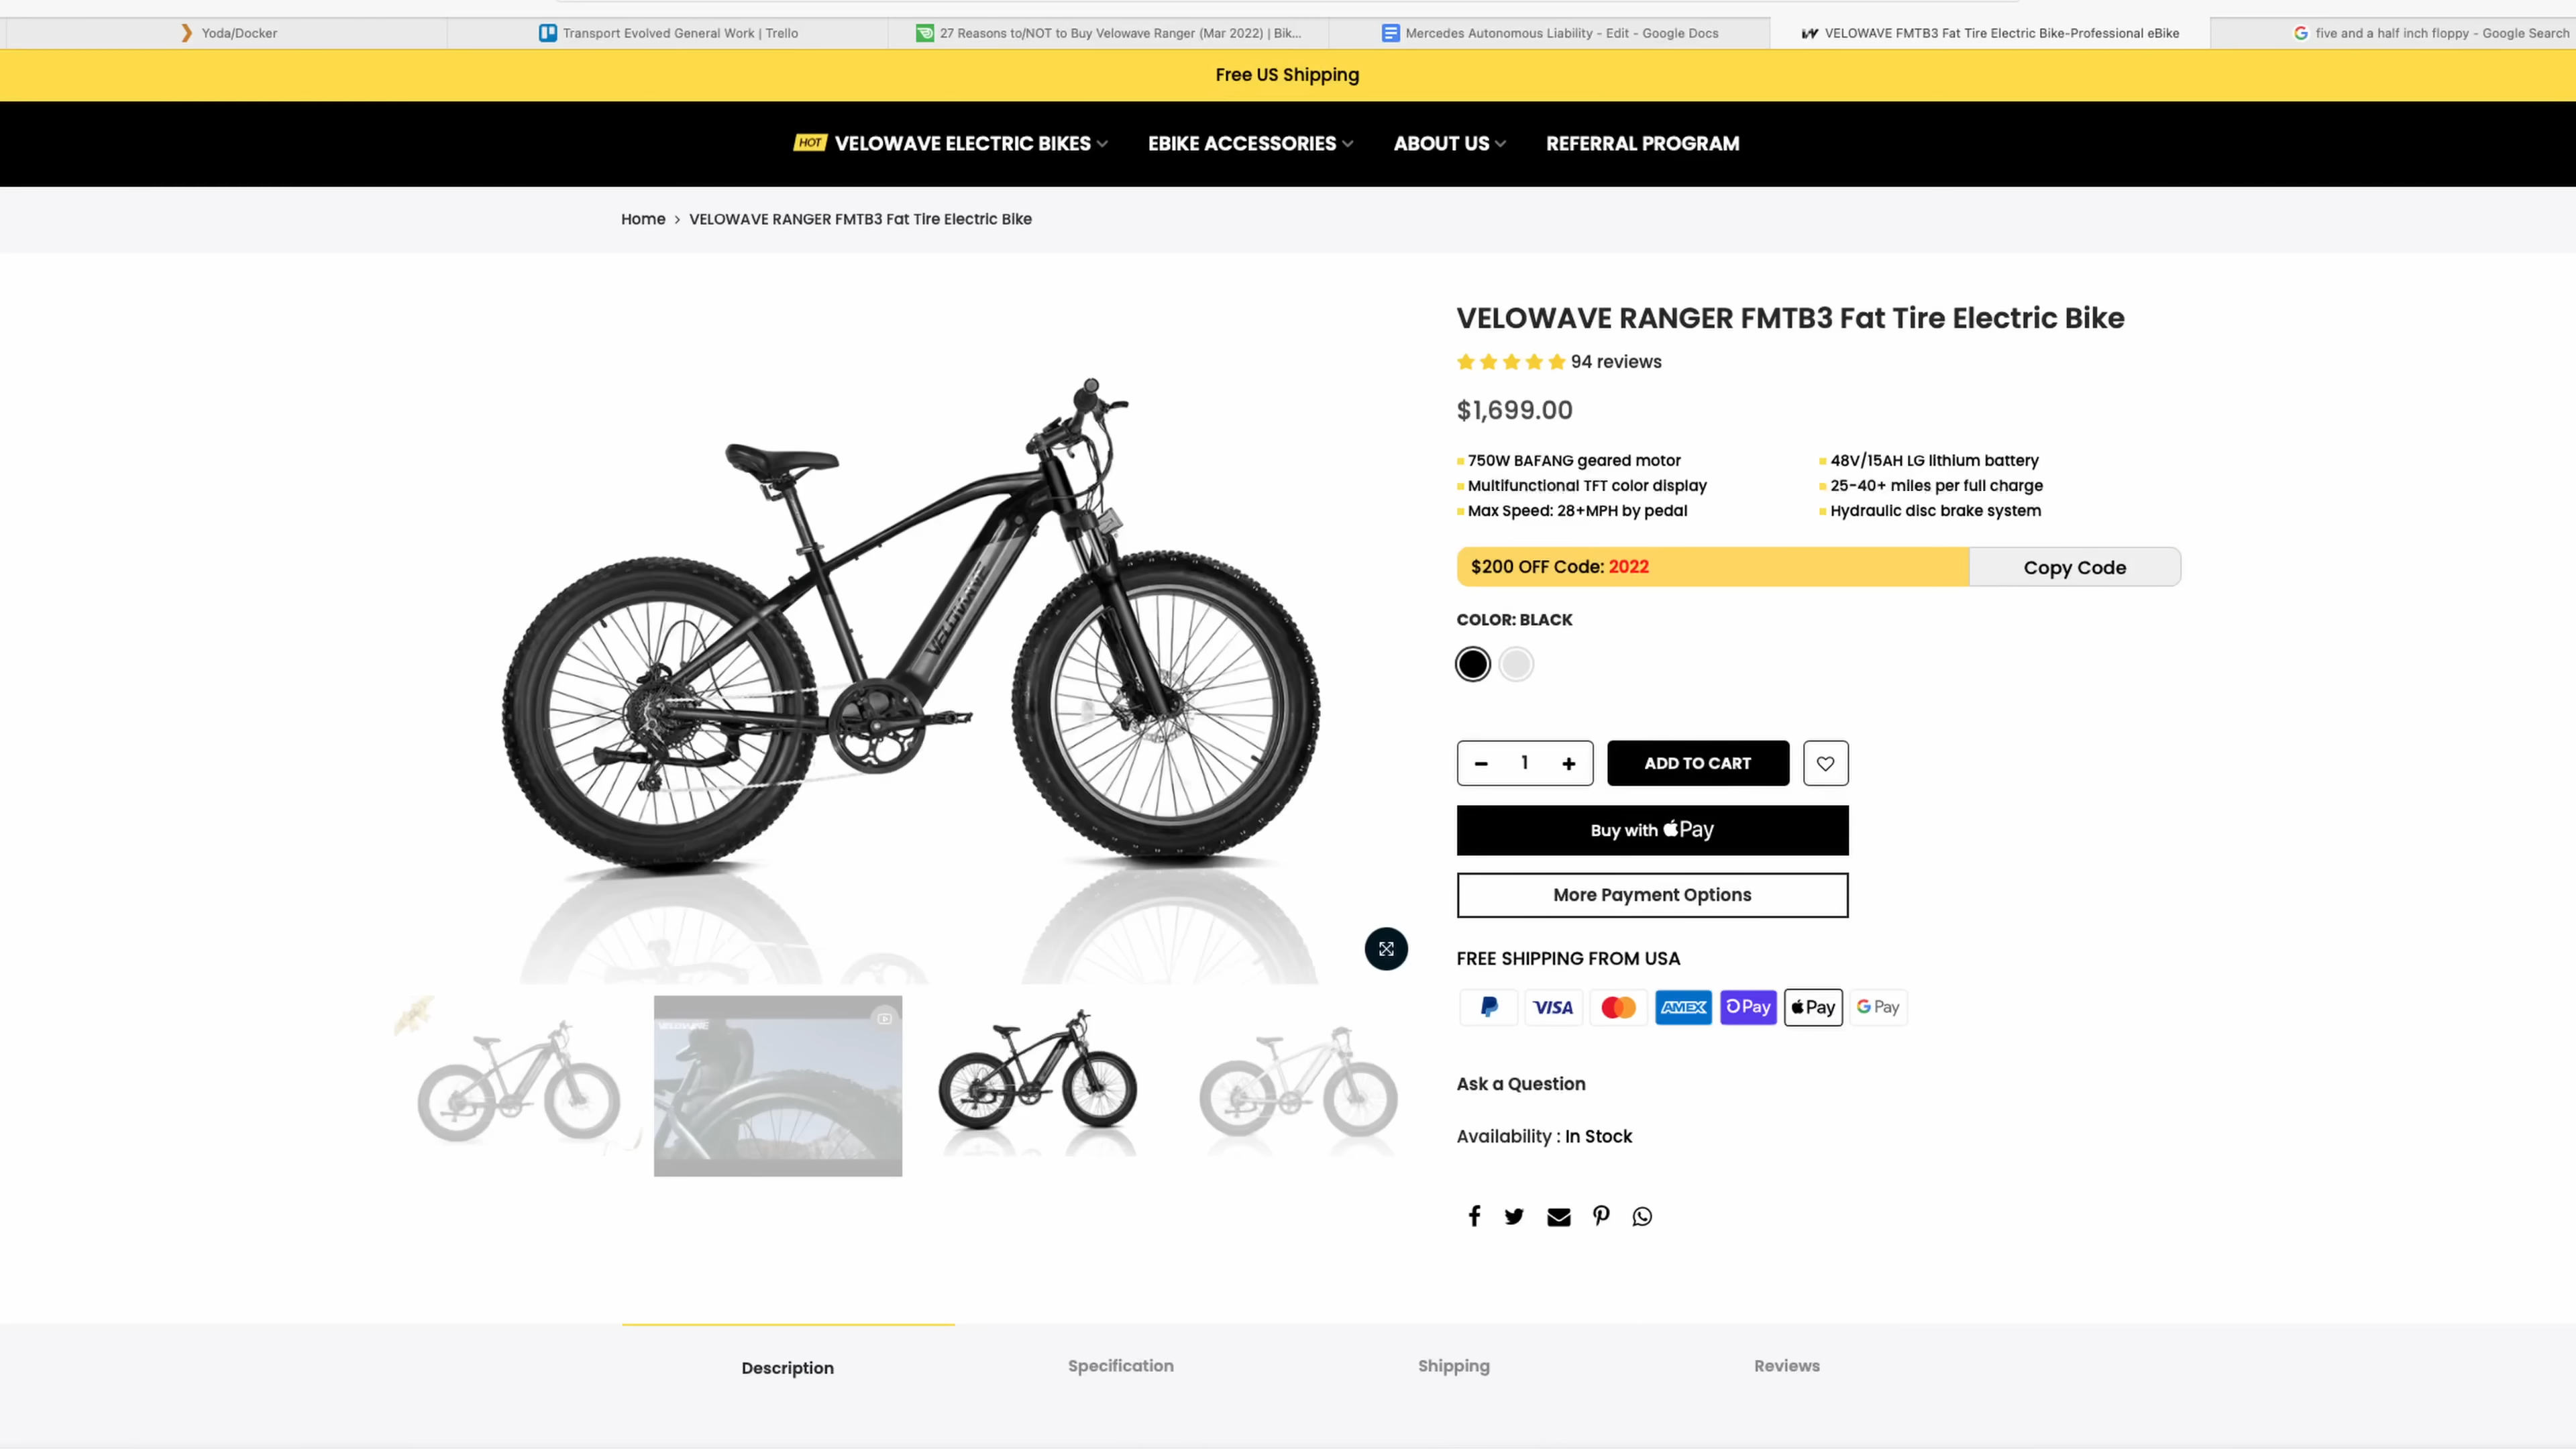 Yoda/Docker
Transport Evolved General Work | Trello
27 Reasons to/NOT to Buy Velowave Ranger (Mar 2022) | Bik...
Mercedes Autonomous Liability - Edit - Google Docs
VELOWAVE FMTB3 Fat Tire Electric Bike-Professional eBike
five and a half inch floppy - Google Search
Free US Shipping
HOT VELOWAVE ELECTRIC BIKES
EBIKE ACCESSORIES
ABOUT US
REFERRAL PROGRAM
Home > VELOWAVE RANGER FMTB3 Fat Tire Electric Bike
VELOWAVE
VELOWAVE RANGER FMTB3 Fat Tire Electric Bike
94 reviews
$1,699.00
750W BAFANG geared motor
48V/15AH LG lithium battery
Multifunctional TFT color display
25-40+ miles per full charge
Max Speed: 28+MPH by pedal
Hydraulic disc brake system
$200 OFF Code: 2022
Copy Code
COLOR: BLACK
1
ADD TO CART
Buy with Pay
More Payment Options
FREE SHIPPING FROM USA
VISA
AMEX
Pay
Pay
G Pay
VELOWAVE
Ask a Question
Availability : In Stock
Description
Specification
Shipping
Reviews